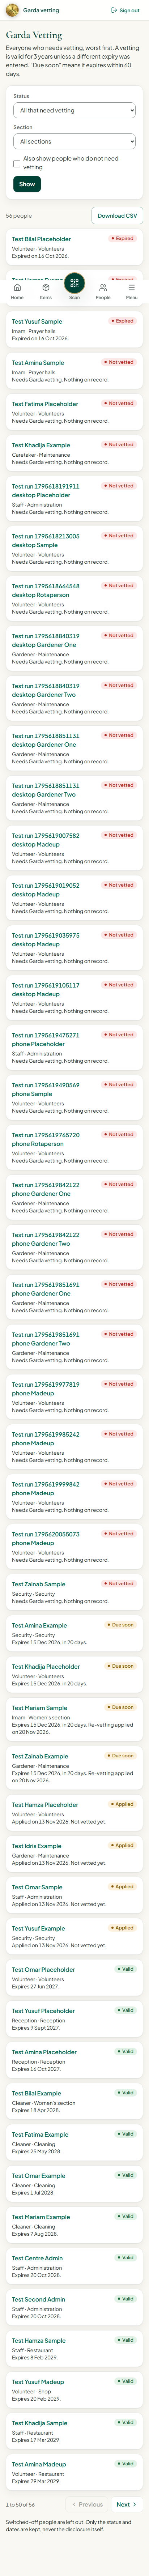 Garda vetting
Sign out
Garda Vetting
Everyone needs vetting, worst first. A vetting
is valid for 3 years unless a different expiry was
entered. "Due soon" means it expires within 60
days.
Status
All that need vetting
Section
All sections
Also show people who do not need
vetting
Show
56 people
Download CSV
Test Bilal Placeholder
Expired
Volunteer · Volunteers
Expired on 16 Oct 2026.
Expired
Home
Items
Scan
People
Menu
Test Yusuf Sample
Expired
Imam · Prayer halls
Expired on 16 Oct 2026.
Test Amina Sample
Not vetted
Imam · Prayer halls
Needs Garda vetting. Nothing on record.
Test Fatima Placeholder
Not vetted
Volunteer · Volunteers
Needs Garda vetting. Nothing on record.
Test Khadija Example
Not vetted
Caretaker · Maintenance
Needs Garda vetting. Nothing on record.
Test run 1795618191911
Not vetted
desktop Placeholder
Staff · Administration
Needs Garda vetting. Nothing on record.
Test run 1795618213005
Not vetted
desktop Sample
Volunteer · Volunteers
Needs Garda vetting. Nothing on record.
Test run 1795618664548
Not vetted
desktop Rotaperson
Volunteer · Volunteers
Needs Garda vetting. Nothing on record.
Test run 1795618840319
Not vetted
desktop Gardener One
Gardener · Maintenance
Needs Garda vetting. Nothing on record.
Test run 1795618840319
Not vetted
desktop Gardener Two
Gardener · Maintenance
Needs Garda vetting. Nothing on record.
Test run 1795618851131
Not vetted
desktop Gardener One
Gardener · Maintenance
Needs Garda vetting. Nothing on record.
Test run 1795618851131
Not vetted
desktop Gardener Two
Gardener · Maintenance
Needs Garda vetting. Nothing on record.
Test run 1795619007582
Not vetted
desktop Madeup
Volunteer · Volunteers
Needs Garda vetting. Nothing on record.
Test run 1795619019052
Not vetted
desktop Madeup
Volunteer · Volunteers
Needs Garda vetting. Nothing on record.
Test run 1795619035975
Not vetted
desktop Madeup
Volunteer · Volunteers
Needs Garda vetting. Nothing on record.
Test run 1795619105117
Not vetted
desktop Madeup
Volunteer · Volunteers
Needs Garda vetting. Nothing on record.
Test run 1795619475271
Not vetted
phone Placeholder
Staff · Administration
Needs Garda vetting. Nothing on record.
Test run 1795619490569
Not vetted
phone Sample
Volunteer · Volunteers
Needs Garda vetting. Nothing on record.
Test run 1795619765720
Not vetted
phone Rotaperson
Volunteer · Volunteers
Needs Garda vetting. Nothing on record.
Test run 1795619842122
Not vetted
phone Gardener One
Gardener · Maintenance
Needs Garda vetting. Nothing on record.
Test run 1795619842122
Not vetted
phone Gardener Two
Gardener · Maintenance
Needs Garda vetting. Nothing on record.
Test run 1795619851691
Not vetted
phone Gardener One
Gardener · Maintenance
Needs Garda vetting. Nothing on record.
Test run 1795619851691
Not vetted
phone Gardener Two
Gardener · Maintenance
Needs Garda vetting. Nothing on record.
Test run 1795619977819
Not vetted
phone Madeup
Volunteer · Volunteers
Needs Garda vetting. Nothing on record.
Test run 1795619985242
Not vetted
phone Madeup
Volunteer · Volunteers
Needs Garda vetting. Nothing on record.
Test run 1795619999842
Not vetted
phone Madeup
Volunteer · Volunteers
Needs Garda vetting. Nothing on record.
Test run 1795620055073
Not vetted
phone Madeup
Volunteer · Volunteers
Needs Garda vetting. Nothing on record.
Test Zainab Sample
Not vetted
Security · Security
Needs Garda vetting. Nothing on record.
Test Amina Example
Due soon
Security · Security
Expires 15 Dec 2026, in 20 days.
Test Khadija Placeholder
Due soon
Volunteer · Volunteers
Expires 15 Dec 2026, in 20 days.
Test Mariam Sample
Due soon
Imam · Women's section
Expires 15 Dec 2026, in 20 days. Re-vetting applied
on 20 Nov 2026.
Test Zainab Example
Due soon
Gardener · Maintenance
Expires 15 Dec 2026, in 20 days. Re-vetting applied
on 20 Nov 2026.
Test Hamza Placeholder
Applied
Volunteer · Volunteers
Applied on 13 Nov 2026. Not vetted yet.
Test Idris Example
Applied
Gardener · Maintenance
Applied on 13 Nov 2026. Not vetted yet.
Test Omar Sample
Applied
Staff · Administration
Applied on 13 Nov 2026. Not vetted yet.
Test Yusuf Example
Applied
Security · Security
Applied on 13 Nov 2026. Not vetted yet.
Test Omar Placeholder
Valid
Volunteer · Volunteers
Expires 27 Jun 2027.
Test Yusuf Placeholder
Valid
Reception · Reception
Expires 9 Sept 2027.
Test Amina Placeholder
Valid
Reception · Reception
Expires 16 Oct 2027.
Test Bilal Example
Valid
Cleaner · Women's section
Expires 18 Apr 2028.
Test Fatima Example
Valid
Cleaner · Cleaning
Expires 25 May 2028.
Test Omar Example
Valid
Cleaner · Cleaning
Expires 1 Jul 2028.
Test Mariam Example
Valid
Cleaner · Cleaning
Expires 7 Aug 2028.
Test Centre Admin
Valid
Staff · Administration
Expires 20 Oct 2028.
Test Second Admin
Valid
Staff · Administration
Expires 20 Oct 2028.
Test Hamza Sample
Valid
Staff · Restaurant
Expires 8 Feb 2029.
Test Yusuf Madeup
Valid
Volunteer · Shop
Expires 20 Feb 2029.
Test Khadija Sample
Valid
Staff · Restaurant
Expires 17 Mar 2029.
Test Amina Madeup
Valid
Volunteer · Restaurant
Expires 29 Mar 2029.
1 to 50 of 56
Previous
Next
Switched-off people are left out. Only the status and
dates are kept, never the disclosure itself.